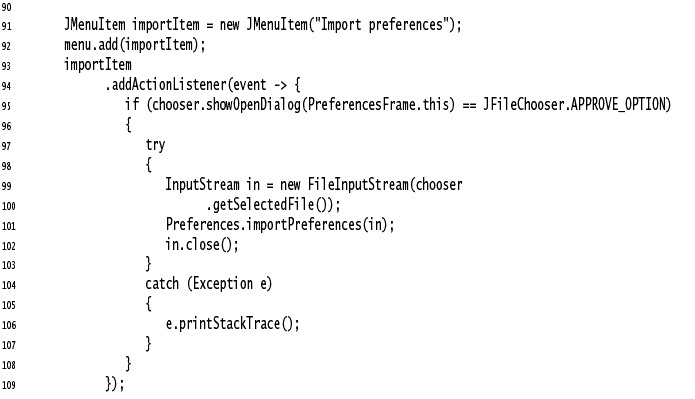 90
91 JMenuItem importItem = new JMenuItem("Import preferences");
92 menu.add(importItem);
93 importItem
94 .addActionListener(event -> {
95 if (chooser.showOpenDialog(PreferencesFrame.this) == JFileChooser.APPROVE_OPTION)
96 {
97 try
98 {
99 InputStream in = new FileInputStream(chooser
100 .getSelectedFile());
101 Preferences.importPreferences(in);
102 in.close();
103 }
104 catch (Exception e)
105 {
106 e.printStackTrace();
107 }
108 }
109 });